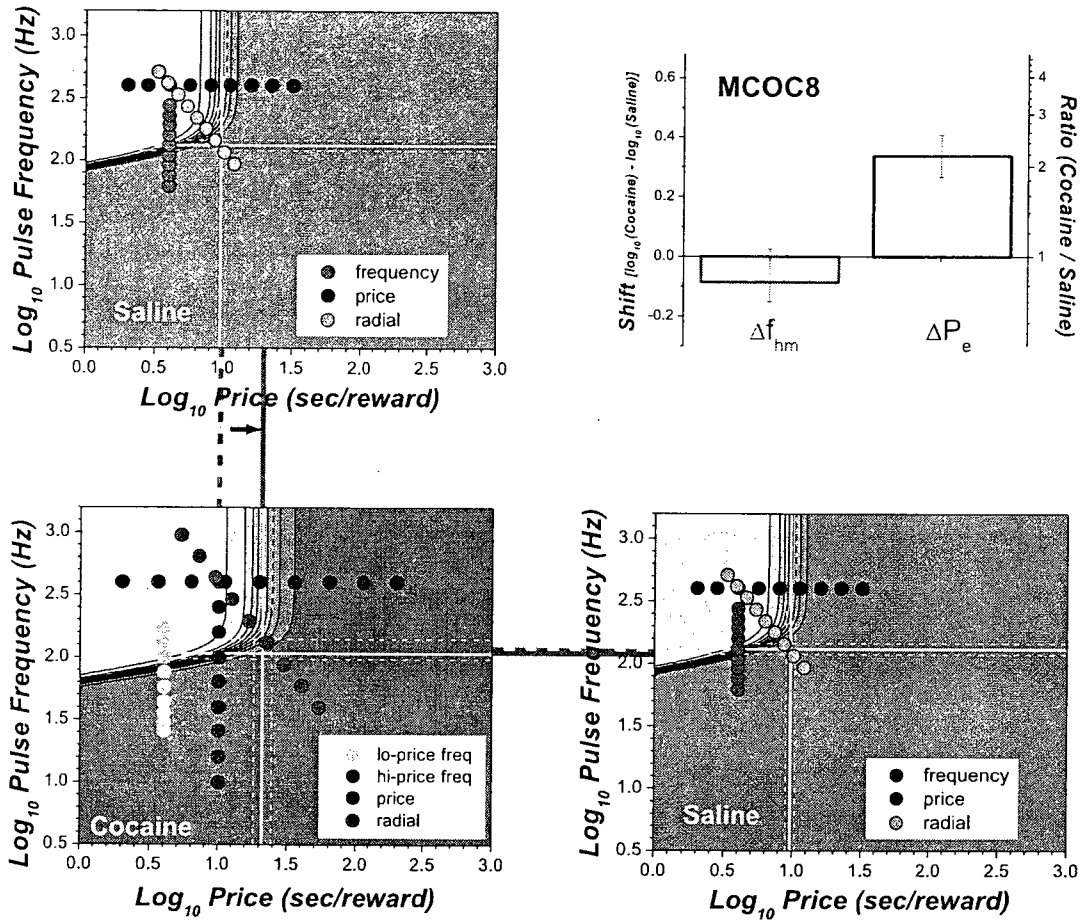 Log10 Pulse Frequency (Hz)
3.0
2.5
2.0
1.5
1.0
0.5
Saline
frequency
price
radial
0.0 0.5 1.0 1.5 2.0 2.5 3.0
Log10 Price (sec/reward)
MCOC8
Shift [log10(Cocaine) - log10(Saline)]
0.6
0.4
0.2
0.0
-0.2
Δfhm
ΔPe
4
3
2
1
Ratio (Cocaine / Saline)
Log10 Pulse Frequency (Hz)
3.0
2.5
2.0
1.5
1.0
0.5
Cocaine
lo-price freq
hi-price freq
price
radial
0.0 0.5 1.0 1.5 2.0 2.5 3.0
Log10 Price (sec/reward)
Log10 Pulse Frequency (Hz)
3.0
2.5
2.0
1.5
1.0
0.5
Saline
frequency
price
radial
0.0 0.5 1.0 1.5 2.0 2.5 3.0
Log10 Price (sec/reward)